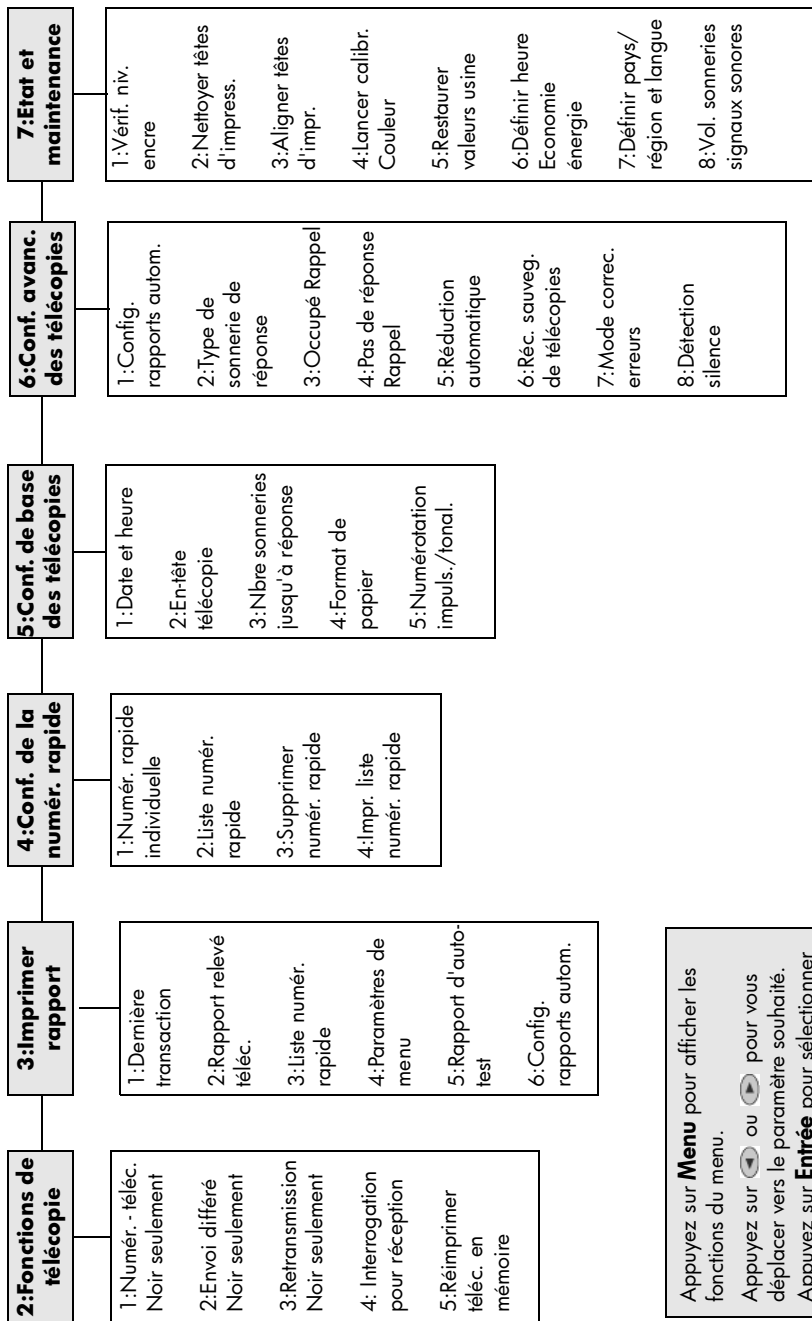 2:Fonctions de
télécopie
1:Numér. - téléc.
Noir seulement
2:Envoi différé
Noir seulement
3:Retransmission
Noir seulement
4: Interrogation
pour réception
5:Réimprimer
téléc. en
mémoire
3:Imprimer
rapport
1:Dernière
transaction
2:Rapport relevé
téléc.
3:Liste numér.
rapide
4:Paramètres de
menu
5:Rapport d'auto-
test
6:Config.
rapports autom.
4:Conf. de la
numér. rapide
1:Numér. rapide
individuelle
2:Liste numér.
rapide
3:Supprimer
numér. rapide
4:Impr. liste
numér. rapide
5:Conf. de base
des télécopies
1:Date et heure
2:En-tête
télécopie
3:Nbre sonneries
jusqu'à réponse
4:Format de
papier
5:Numérotation
impuls./tonal.
6:Conf. avanc.
des télécopies
1:Config.
rapports autom.
2:Type de
sonnerie de
réponse
3:Occupé Rappel
4:Pas de réponse
Rappel
5:Réduction
automatique
6:Réc. sauveg.
de télécopies
7:Mode correc.
erreurs
8:Détection
silence
7:Etat et
maintenance
1:Vérif. niv.
encre
2:Nettoyer têtes
d'impress.
3:Aligner têtes
d'impr.
4:Lancer calibr.
Couleur
5:Restaurer
valeurs usine
6:Définir heure
Economie
énergie
7:Définir pays/
région et langue
8:Vol. sonneries
signaux sonores
Appuyez sur Menu pour afficher les
fonctions du menu.
Appuyez sur ou pour vous
déplacer vers le paramètre souhaité.
Appuyez sur Entrée pour sélectionner